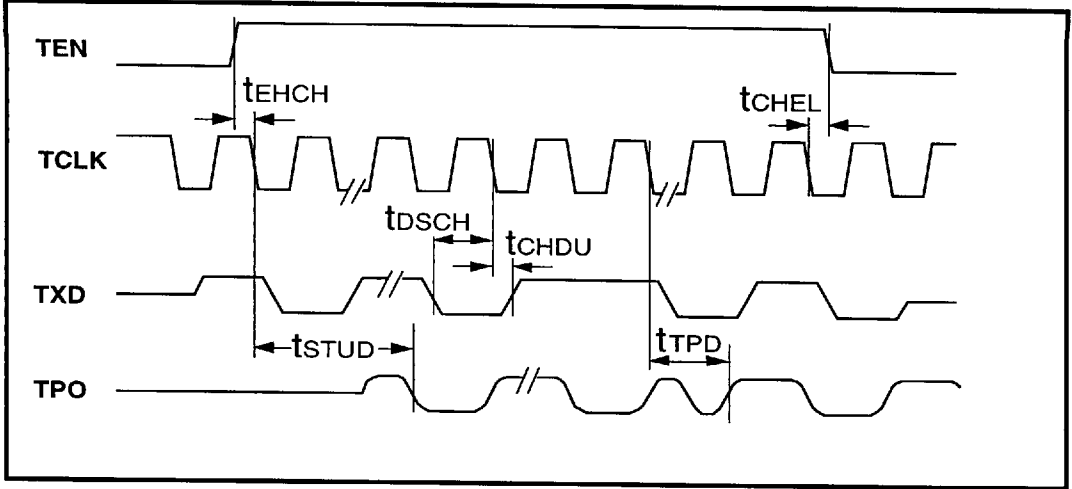 TEN
tEHCH
tCHEL
TCLK
tDSCH
tCHDU
TXD
tSTUD
tTPD
TPO